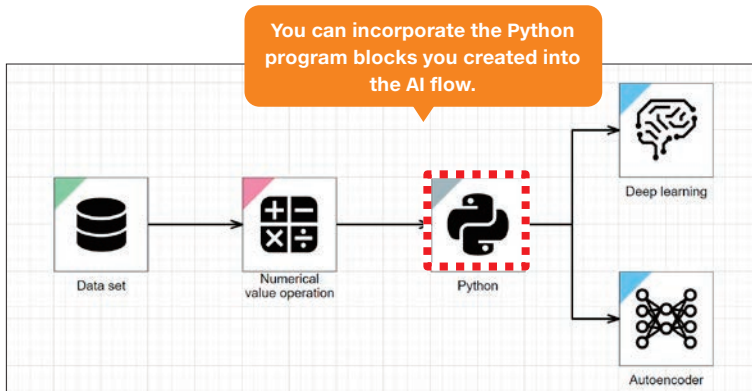 You can incorporate the Python
program blocks you created into
the AI flow.
Deep learning
Data set
Numerical
value operation
Python
Autoencoder